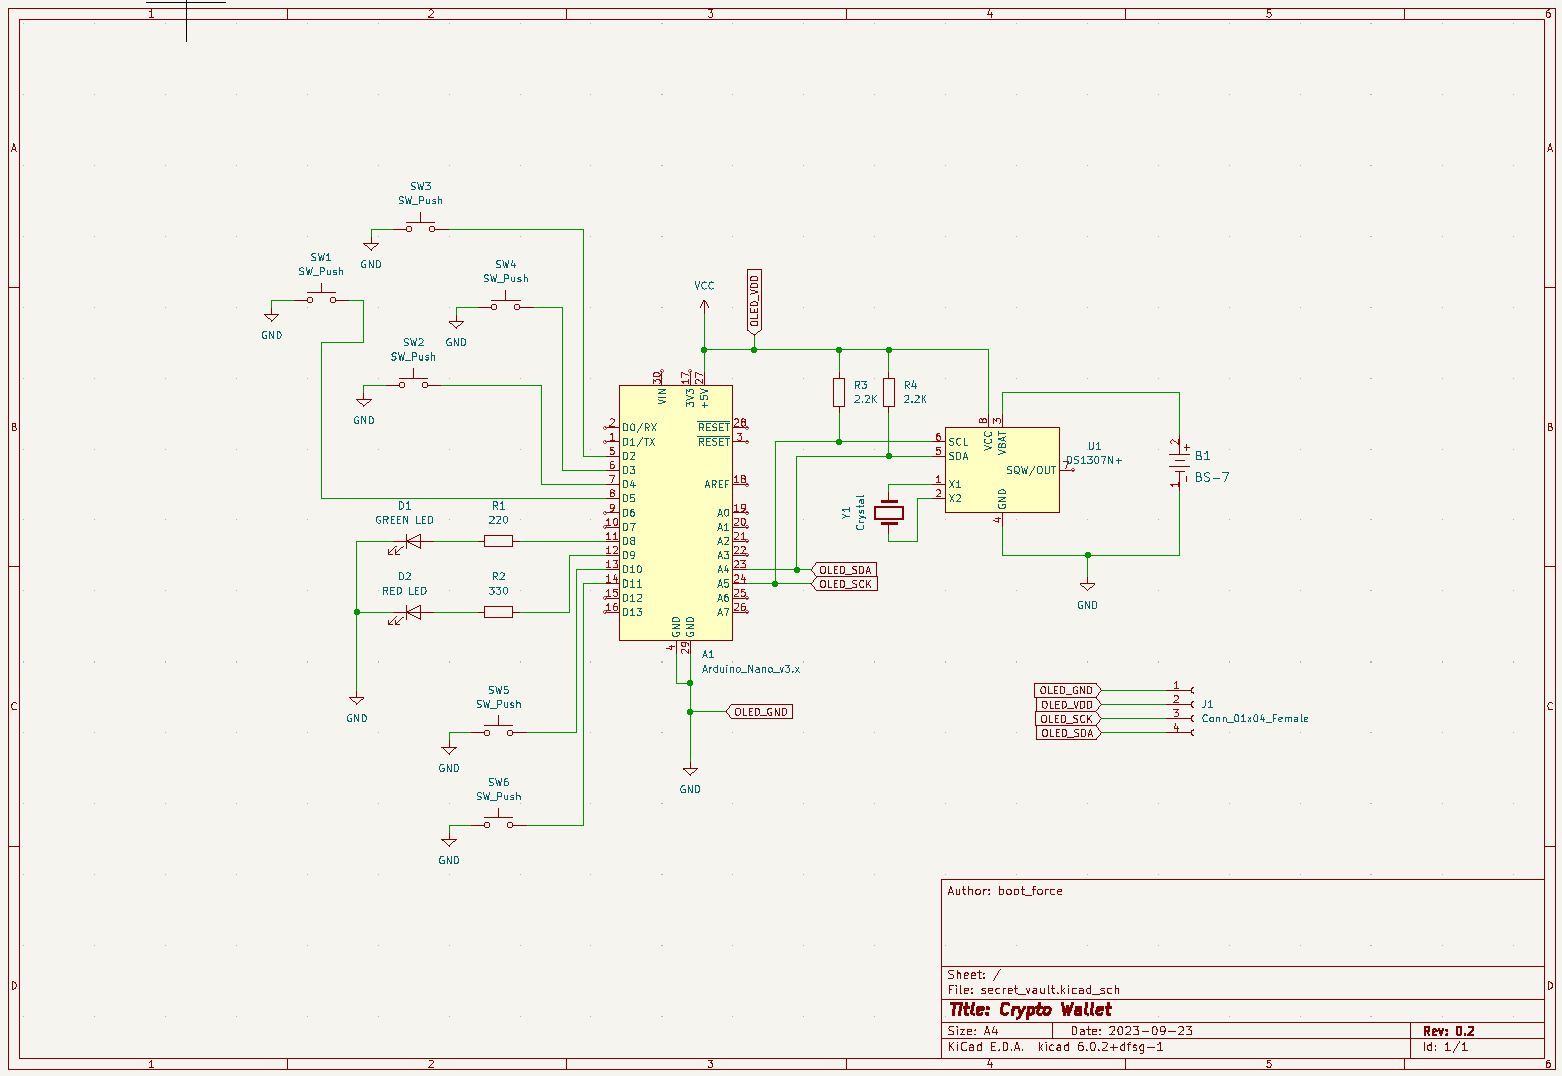 1 2 3 4 5 6
A A
B B
C C
D D
SW3
SW_Push
GND
SW1
SW_Push
GND
SW4
SW_Push
GND
SW2
SW_Push
GND
VCC
OLED_VDD
R3
2.2K
R4
2.2K
30 17 27
VIN 3V3 +5V
2 D0/RX
1 D1/TX
5 D2
6 D3
7 D4
8 D5
9 D6
10 D7
11 D8
12 D9
13 D10
14 D11
15 D12
16 D13
RESET 28
RESET 3
AREF 18
A0 19
A1 20
A2 21
A3 22
A4 23
A5 24
A6 25
A7 26
GND GND
4 29
A1
Arduino_Nano_v3.x
OLED_SDA
OLED_SCK
D1
GREEN LED
R1
220
D2
RED LED
R2
330
GND
SW5
SW_Push
GND
SW6
SW_Push
GND
OLED_GND
GND
Y1
Crystal
8 3
VCC VBAT
6 SCL
5 SDA
1 X1
2 X2
SQW/OUT 7
GND
4
U1
DS1307N+
2
+
B1
BS-7
-
1
GND
OLED_GND 1
OLED_VDD 2
OLED_SCK 3
OLED_SDA 4
J1
Conn_01x04_Female
Author: boot_force
Sheet: /
File: secret_vault.kicad_sch
Title: Crypto Wallet
Size: A4 Date: 2023-09-23 Rev: 0.2
KiCad E.D.A. kicad 6.0.2+dfsg-1 Id: 1/1
1 2 3 4 5 6